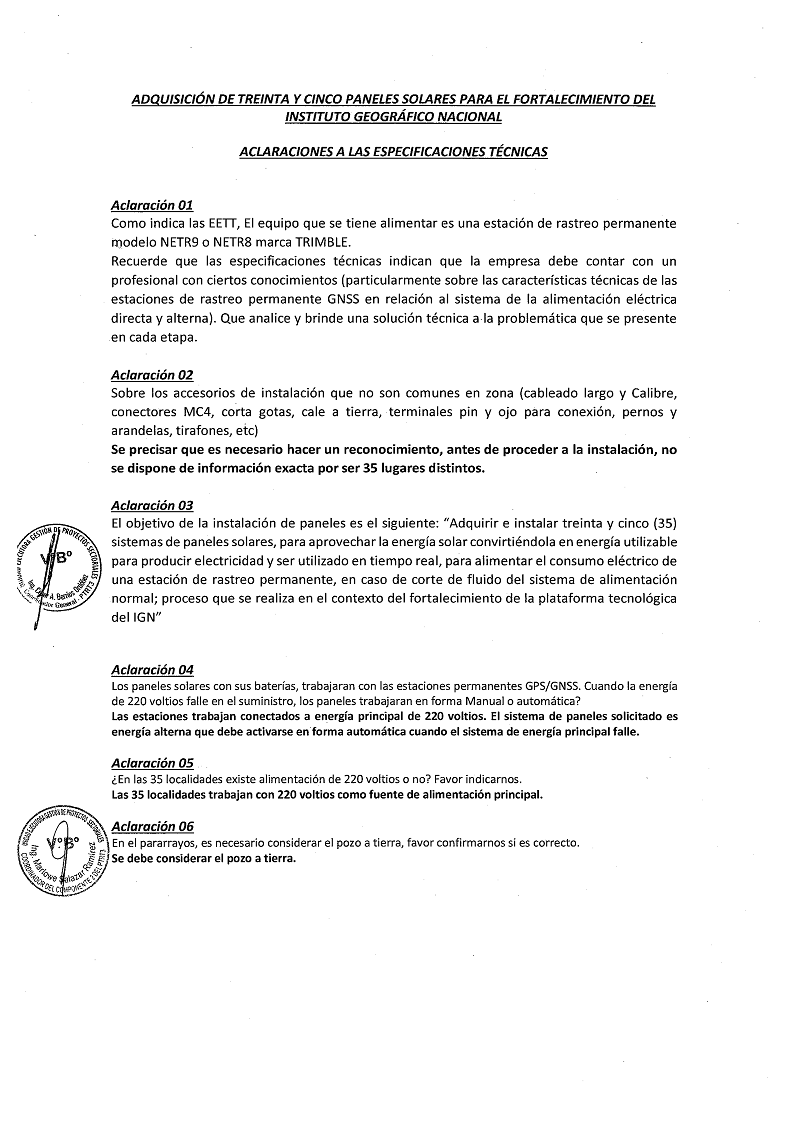 ADQUISICIÓN DE TREINTA Y CINCO PANELES SOLARES PARA EL FORTALECIMIENTO DEL
INSTITUTO GEOGRÁFICO NACIONAL
ACLARACIONES A LAS ESPECIFICACIONES TÉCNICAS
Aclaración 01
Como indica las EETT, El equipo que se tiene alimentar es una estación de rastreo permanente
modelo NETR9 o NETR8 marca TRIMBLE.
Recuerde que las especificaciones técnicas indican que la empresa debe contar con un
profesional con ciertos conocimientos (particularmente sobre las características técnicas de las
estaciones de rastreo permanente GNSS en relación al sistema de la alimentación eléctrica
directa y alterna). Que analice y brinde una solución técnica a la problemática que se presente
en cada etapa.
Aclaración 02
Sobre los accesorios de instalación que no son comunes en zona (cableado largo y Calibre,
conectores MC4, corta gotas, cale a tierra, terminales pin y ojo para conexión, pernos y
arandelas, tirafones, etc)
Se precisar que es necesario hacer un reconocimiento, antes de proceder a la instalación, no
se dispone de información exacta por ser 35 lugares distintos.
Aclaración 03
El objetivo de la instalación de paneles es el siguiente: "Adquirir e instalar treinta y cinco (35)
sistemas de paneles solares, para aprovechar la energía solar convirtiéndola en energía utilizable
para producir electricidad y ser utilizado en tiempo real, para alimentar el consumo eléctrico de
una estación de rastreo permanente, en caso de corte de fluido del sistema de alimentación
normal; proceso que se realiza en el contexto del fortalecimiento de la plataforma tecnológica
del IGN"
GESTIÓN DE PROYECTOS SECTORIALES
V°B°
Coordinador General - PTRT3
Aclaración 04
Los paneles solares con sus baterías, trabajaran con las estaciones permanentes GPS/GNSS. Cuando la energía
de 220 voltios falle en el suministro, los paneles trabajaran en forma Manual o automática?
Las estaciones trabajan conectados a energía principal de 220 voltios. El sistema de paneles solicitado es
energía alterna que debe activarse en forma automática cuando el sistema de energía principal falle.
Aclaración 05
¿En las 35 localidades existe alimentación de 220 voltios o no? Favor indicarnos.
Las 35 localidades trabajan con 220 voltios como fuente de alimentación principal.
Aclaración 06
En el pararrayos, es necesario considerar el pozo a tierra, favor confirmarnos si es correcto.
Se debe considerar el pozo a tierra.
V°B°
Ing. Marlowe Salazar Ramírez
COORDINADOR DEL COMPONENTE 2 DEL PTRT3